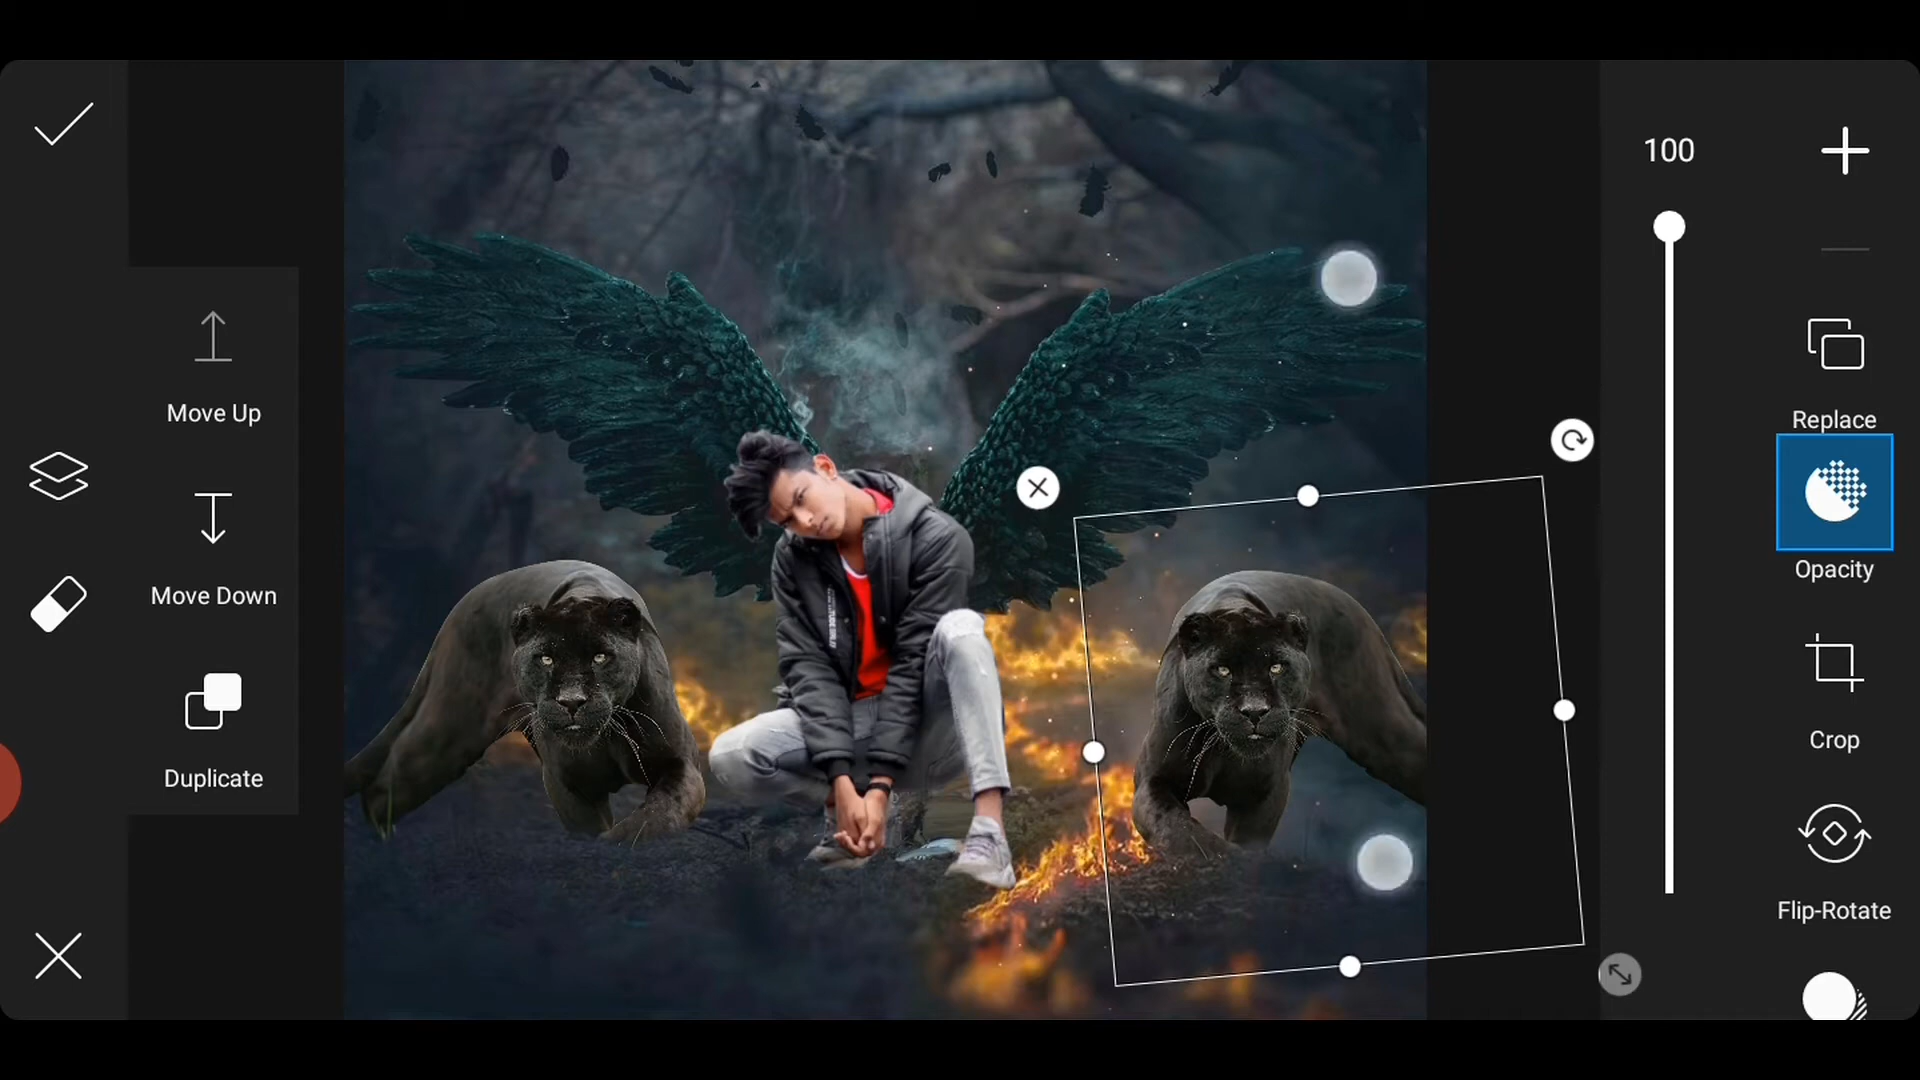 100
Move Up
Replace
Opacity
Move Down
Crop
Duplicate
Flip-Rotate